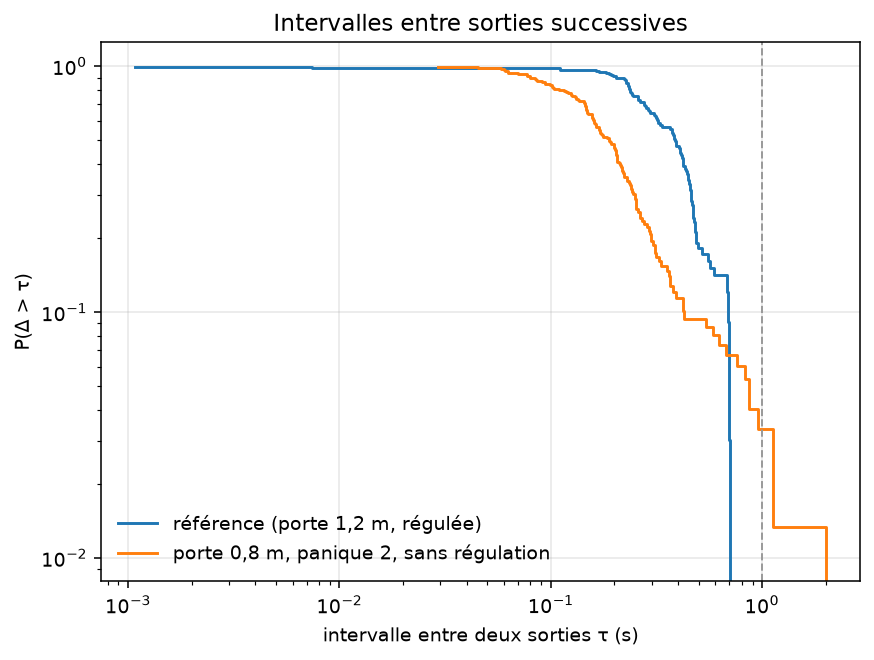 Intervalles entre sorties successives
P(Δ > τ)
10⁰
10⁻¹
10⁻²
référence (porte 1,2 m, régulée)
porte 0,8 m, panique 2, sans régulation
10⁻³ 10⁻² 10⁻¹ 10⁰
intervalle entre deux sorties τ (s)